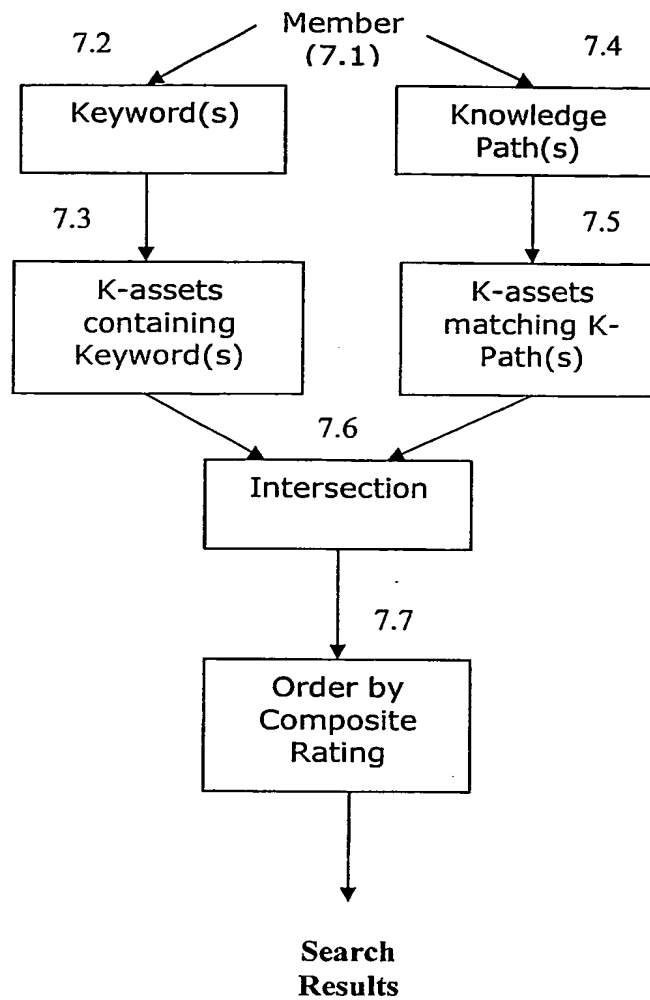 7.2
Member
(7.1)
7.4
Keyword(s)
Knowledge
Path(s)
7.3
7.5
K-assets
containing
Keyword(s)
K-assets
matching K-
Path(s)
7.6
Intersection
7.7
Order by
Composite
Rating
Search
Results